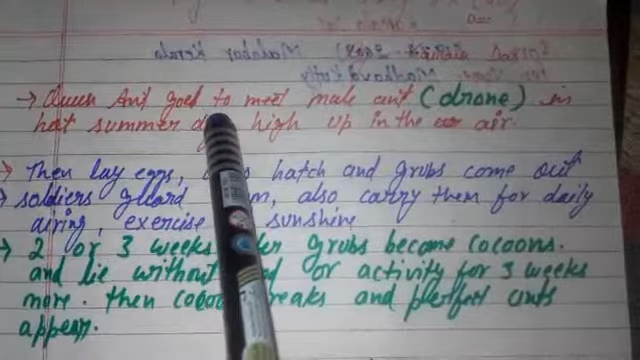 → Queen Ant goes to meet male ant (drone) in
hot summer high up in the air.
→ Then lay eggs, hatch and grubs come out
→ soldiers guard also carry them for daily
airing, exercise sunshine
→ 2 or 3 weeks grubs become cocoons.
and lie without or activity for 3 weeks
more. then breaks and perfect ants
appear.